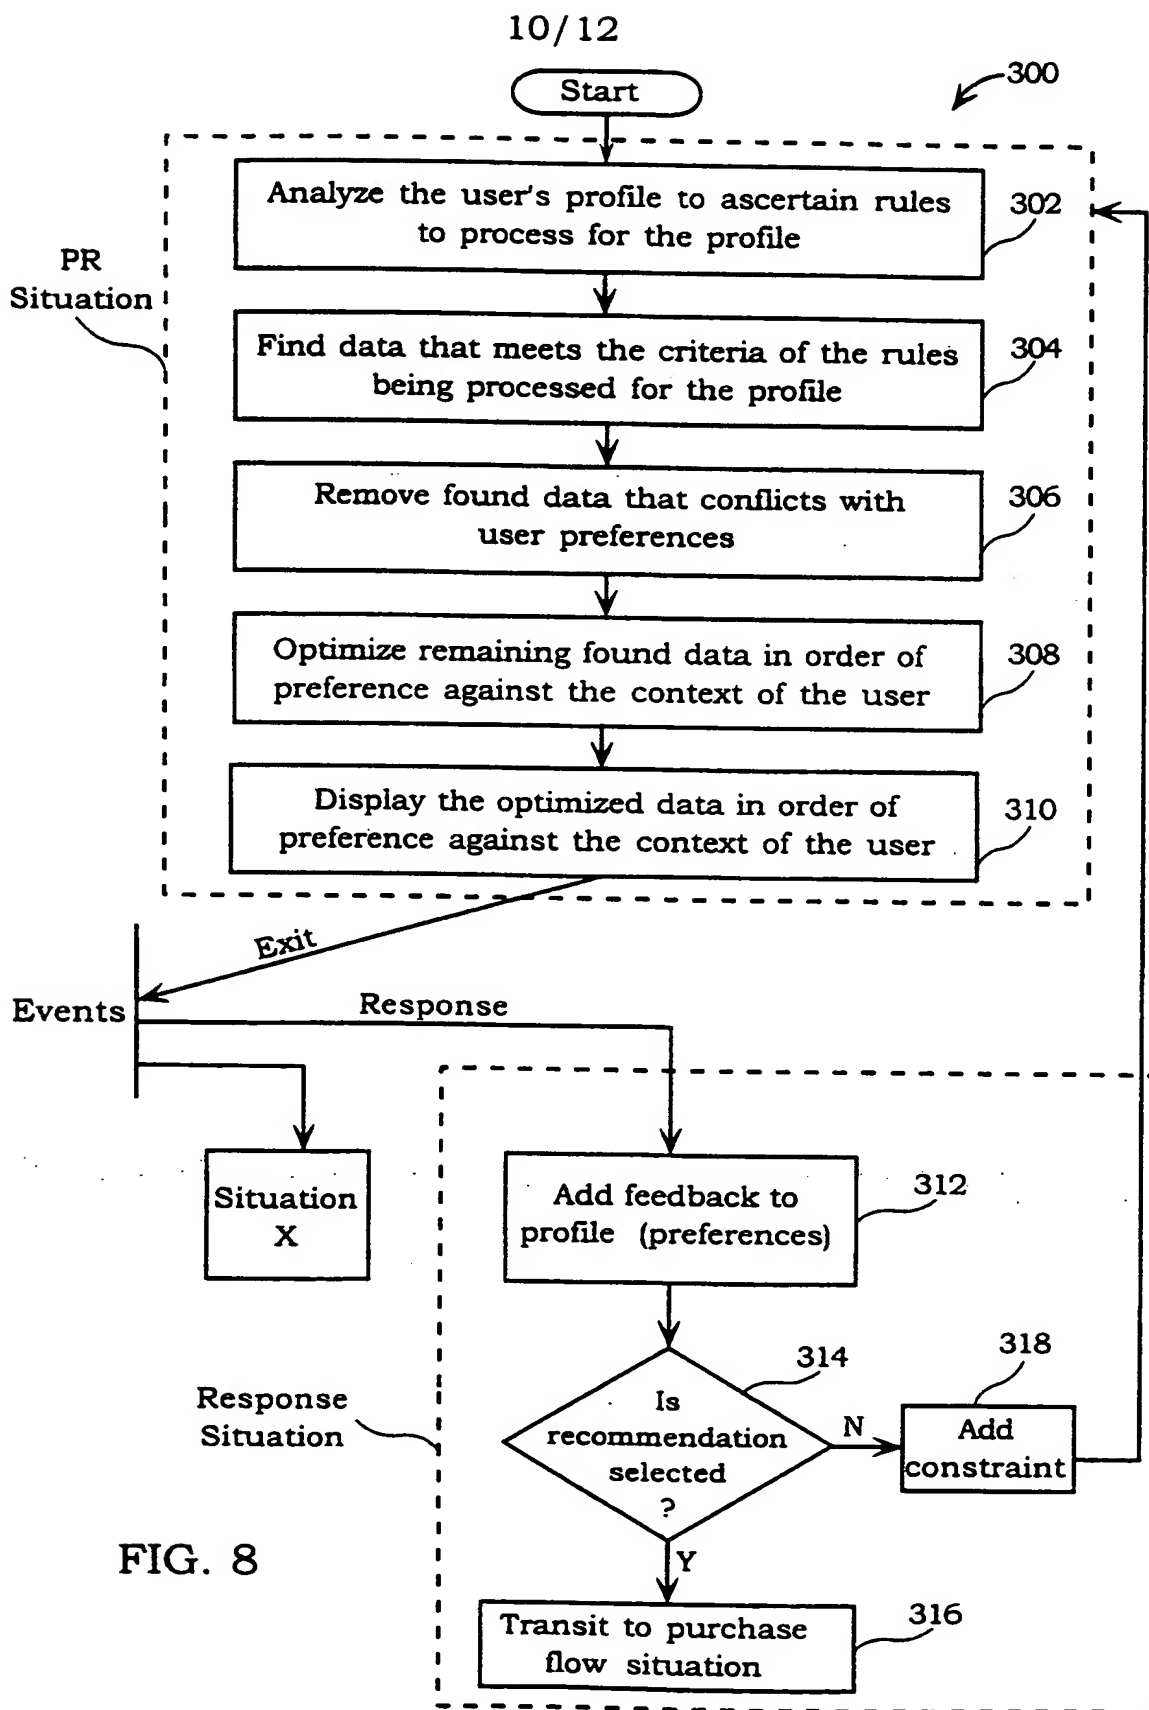 10/12
Start
300
Analyze the user's profile to ascertain rules
to process for the profile
302
PR
Situation
Find data that meets the criteria of the rules
being processed for the profile
304
Remove found data that conflicts with
user preferences
306
Optimize remaining found data in order of
preference against the context of the user
308
Display the optimized data in order of
preference against the context of the user
310
Exit
Events
Response
Situation
X
Add feedback to
profile (preferences)
312
Is
recommendation
selected
?
314
N
318
Add
constraint
Response
Situation
Y
Transit to purchase
flow situation
316
FIG. 8